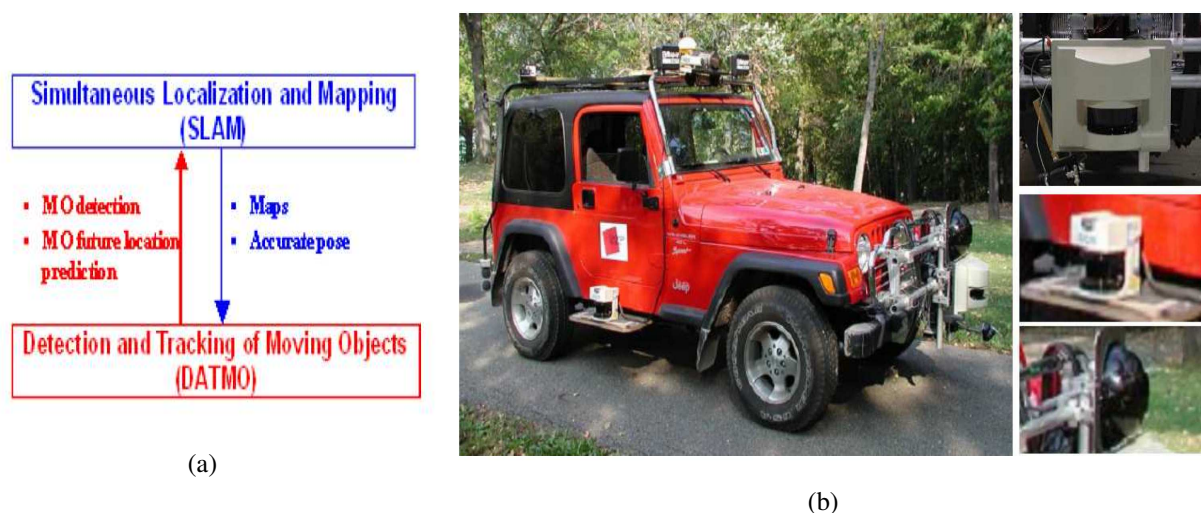 Simultaneous Localization and Mapping
(SLAM)
▪ MO detection
▪ MO future location
prediction
▪ Maps
▪ Accurate pose
Detection and Tracking of Moving Objects
(DATMO)
(a)
Jeep
(b)